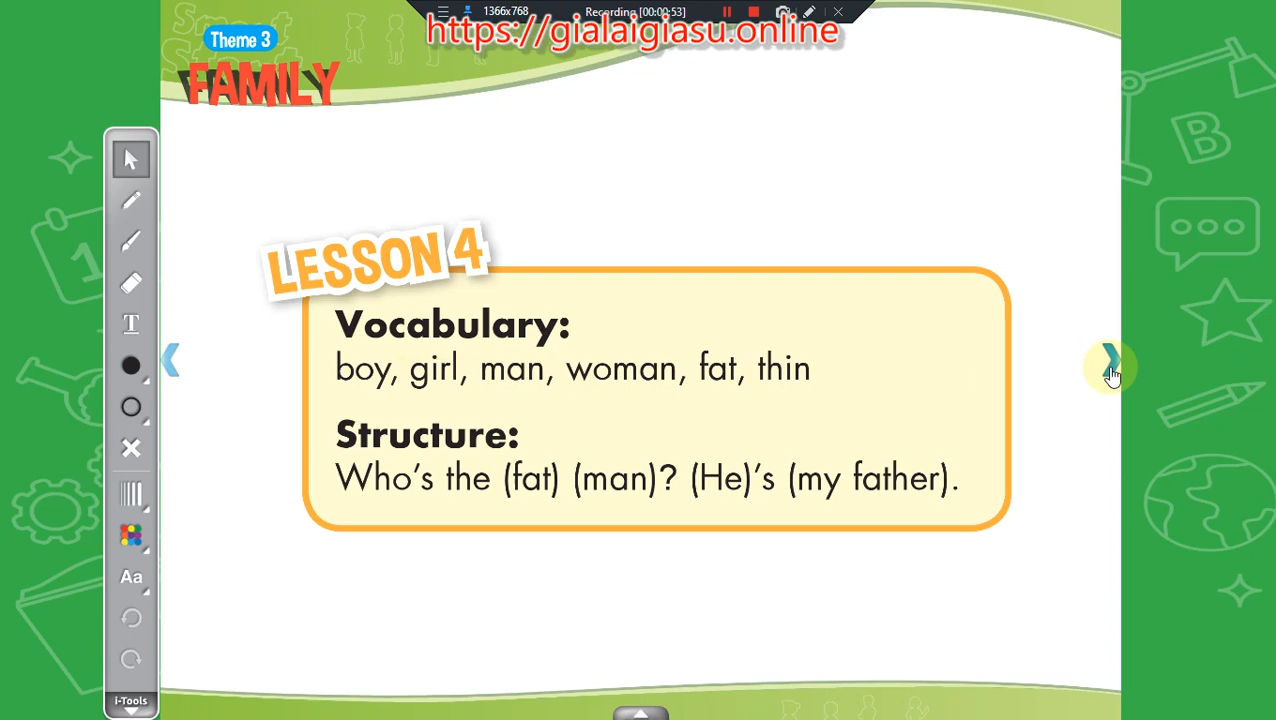 1366x768
Recording [00:00:53]
https://gialaigiasu.online
Theme 3
FAMILY
B
1
T
LESSON 4
Vocabulary:
boy, girl, man, woman, fat, thin
Structure:
Who's the (fat) (man)? (He)'s (my father).
Aa
i-Tools